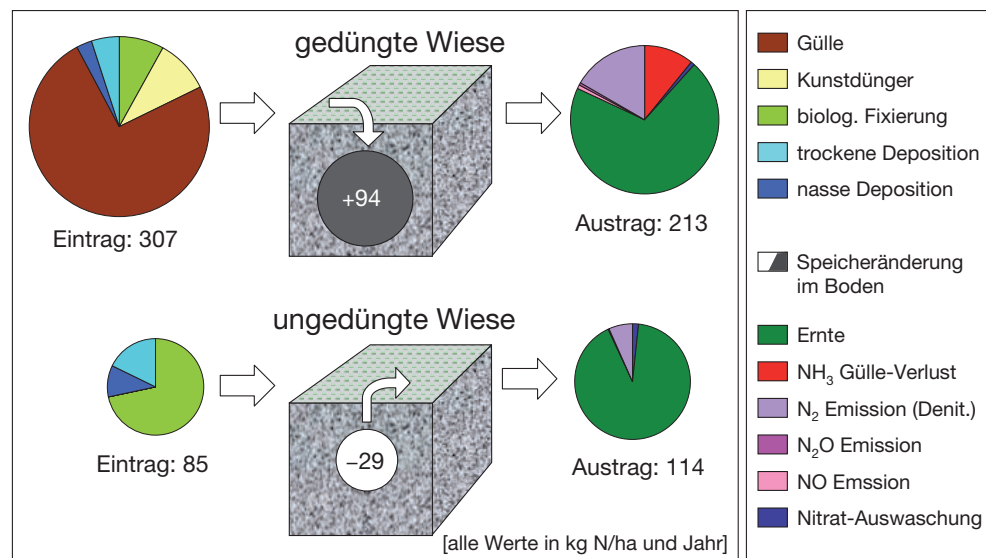 gedüngte Wiese
+94
Eintrag: 307
Austrag: 213
ungedüngte Wiese
−29
Eintrag: 85
Austrag: 114
[alle Werte in kg N/ha und Jahr]
Gülle
Kunstdünger
biolog. Fixierung
trockene Deposition
nasse Deposition
Speicheränderung
im Boden
Ernte
NH₃ Gülle-Verlust
N₂ Emission (Denit.)
N₂O Emission
NO Emssion
Nitrat-Auswaschung